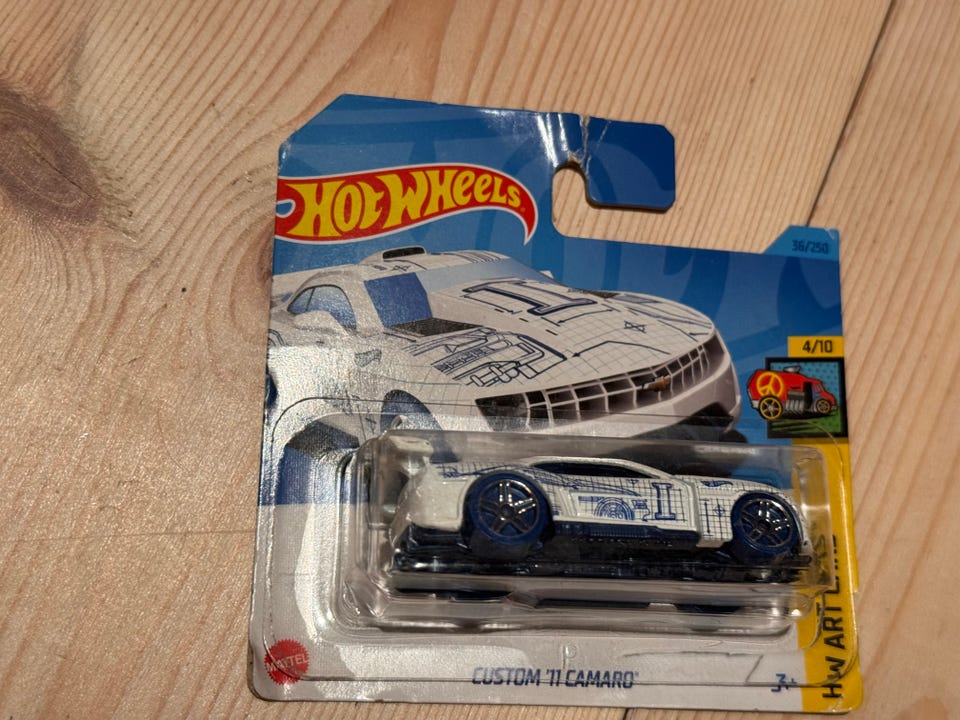 HOT WHEELS
36/250
4/10
I
I
HW ART CARS
MATTEL
CUSTOM '11 CAMARO
3+